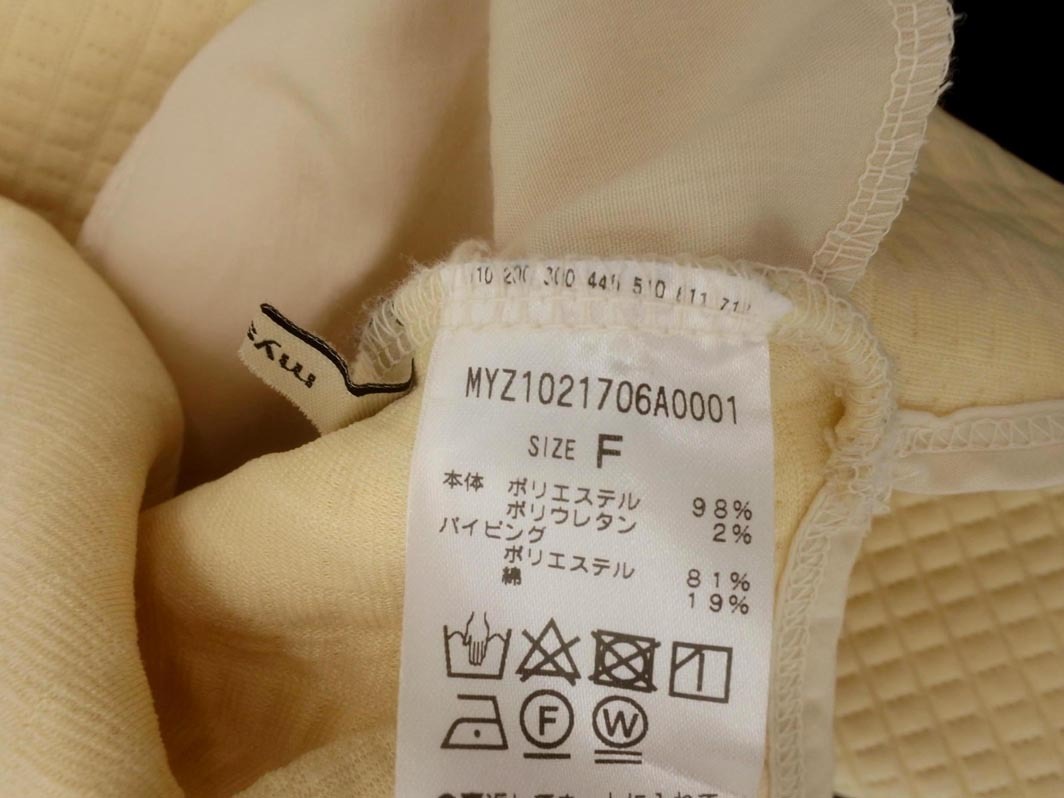 my
MYZ1021706A0001
SIZE F
本体 ポリエステル 98%
ポリウレタン 2%
パイピング
ポリエステル 81%
綿 19%
F W